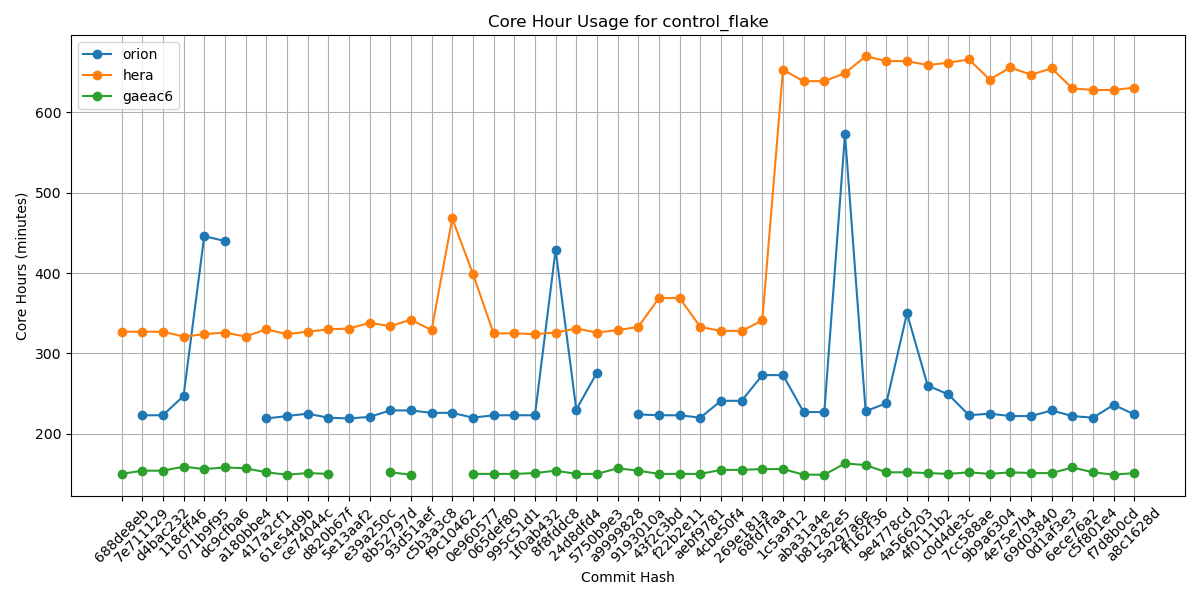 Core Hour Usage for control_flake
orion
hera
gaeac6
Core Hours (minutes)
600
500
400
300
200
688de8eb
7e711129
d4bac232
118cff46
071b9f95
dc9cfba6
a180bbe4
417a2cf1
61e54d9b
ce74044c
d820b67f
5e13aaf2
e39a250c
8b52797d
93d51aef
c5b3a3c8
f9c10462
0e960577
065def80
995c51d1
1f0ab432
8f8fdfc8
24d8dfd4
5750b9e3
a9999828
9193010a
43f253bd
f22b2e11
aebf9781
4cbe50f4
269e181a
68fd7faa
1c5a9f12
aba31a4e
b81282e5
5a297a6e
ff162f36
9e4778cd
4a566203
4f011b2
c0d4de3c
7cc588ae
9b9a6304
4e75e7b4
69d03840
0d1af3e3
6ece76a2
c5f801e4
f7d8b0cd
a8c1628d
Commit Hash